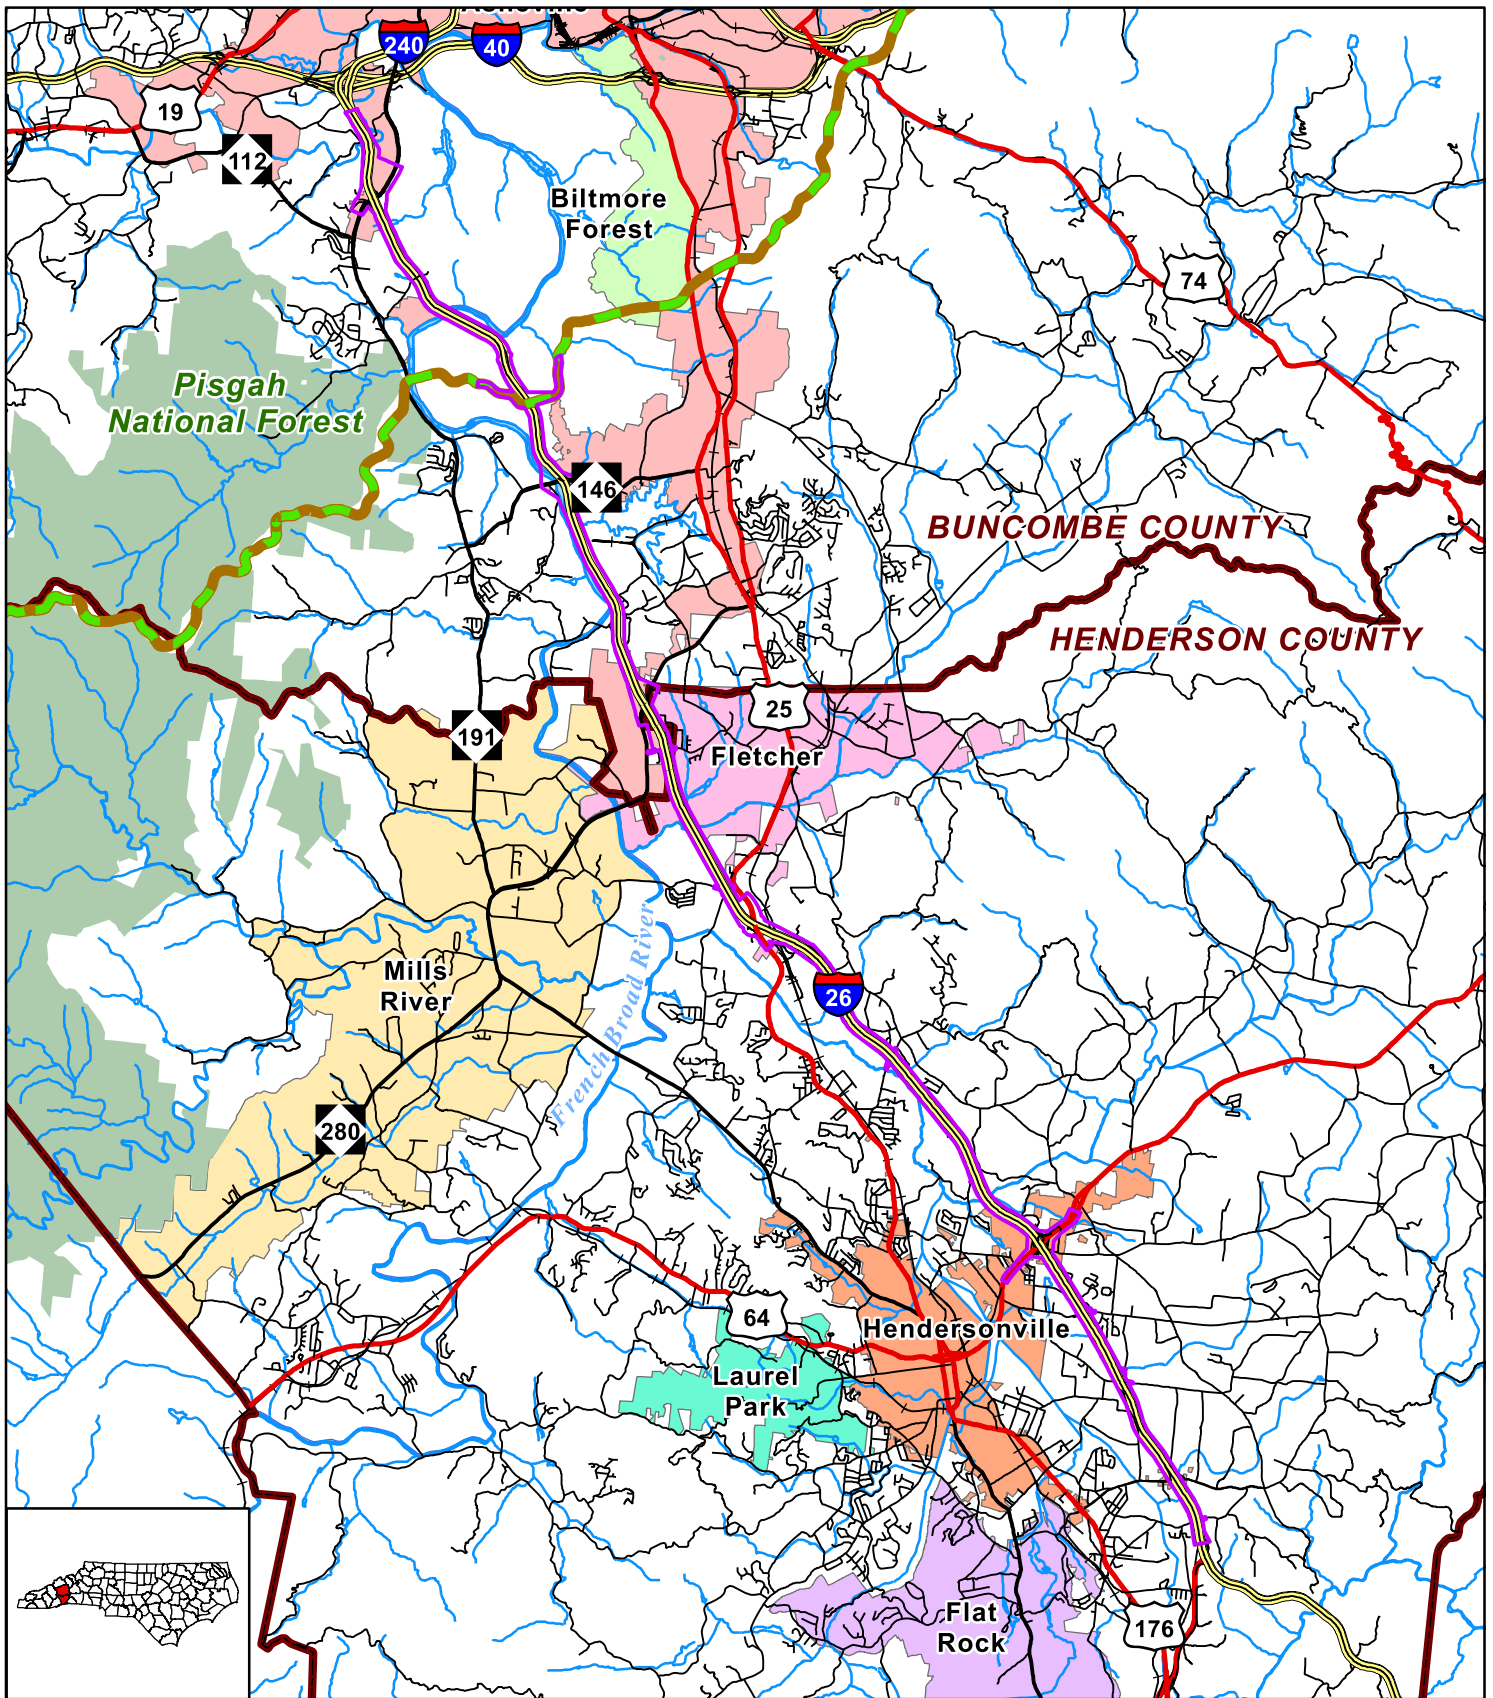 Asheville
240
40
19
112
Biltmore
Forest
74
Pisgah
National Forest
146
BUNCOMBE COUNTY
HENDERSON COUNTY
25
191
Fletcher
French Broad River
Mills
River
26
280
64
Hendersonville
Laurel
Park
Flat
Rock
176